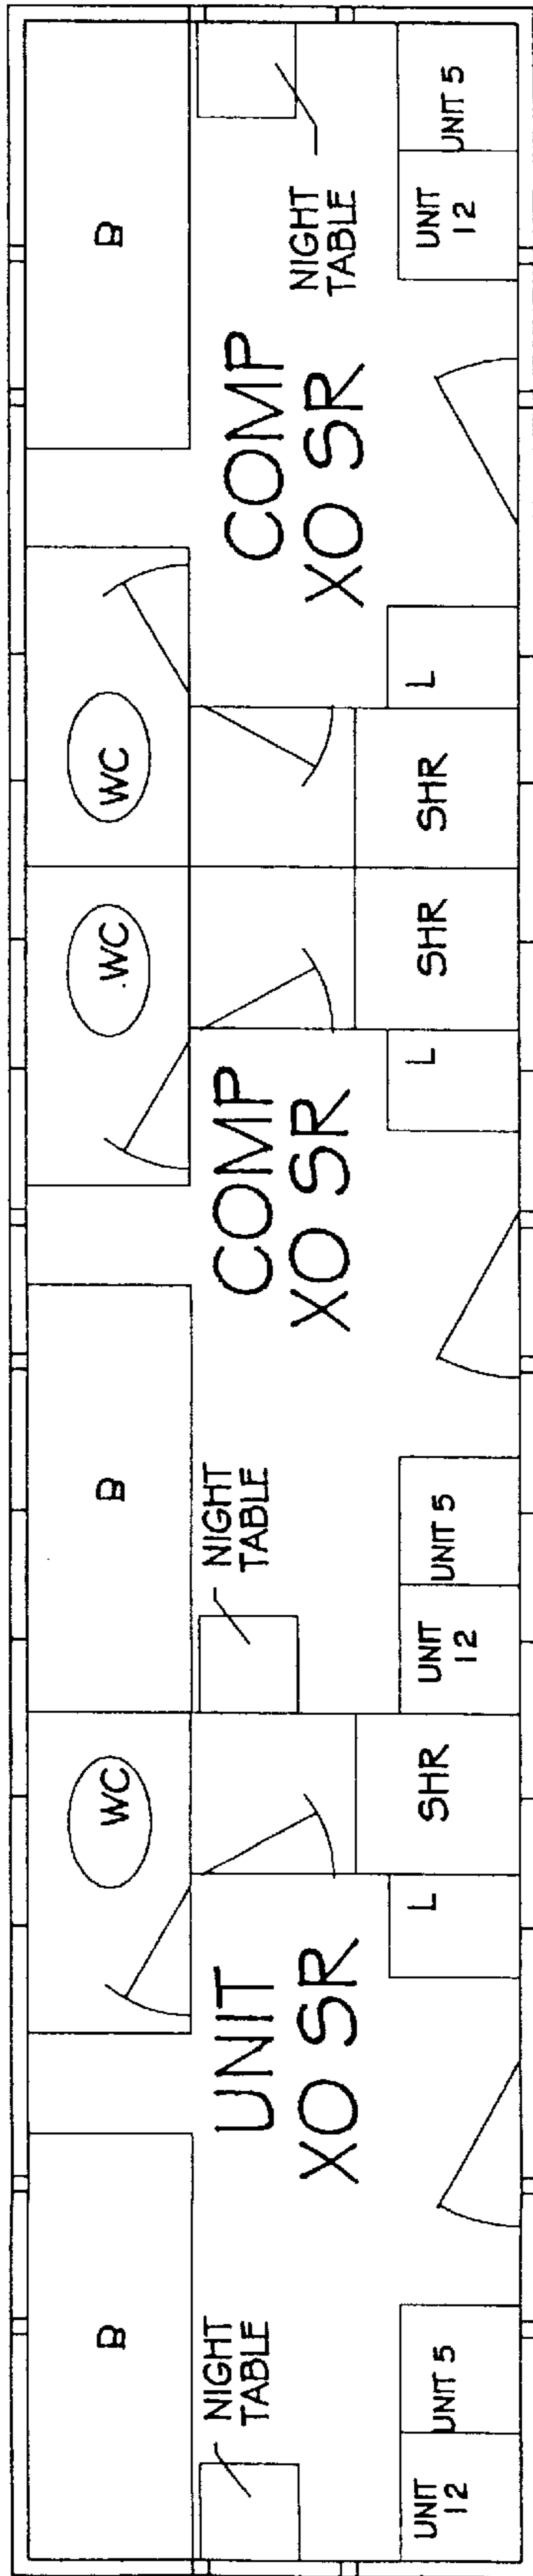 B
NIGHT
TABLE
UNIT
12
UNIT 5
UNIT
XO SR
WC
L
SHR
B
NIGHT
TABLE
UNIT
12
UNIT 5
COMP
XO SR
.WC
L
SHR
WC
SHR
L
COMP
XO SR
B
NIGHT
TABLE
UNIT
12
UNIT 5